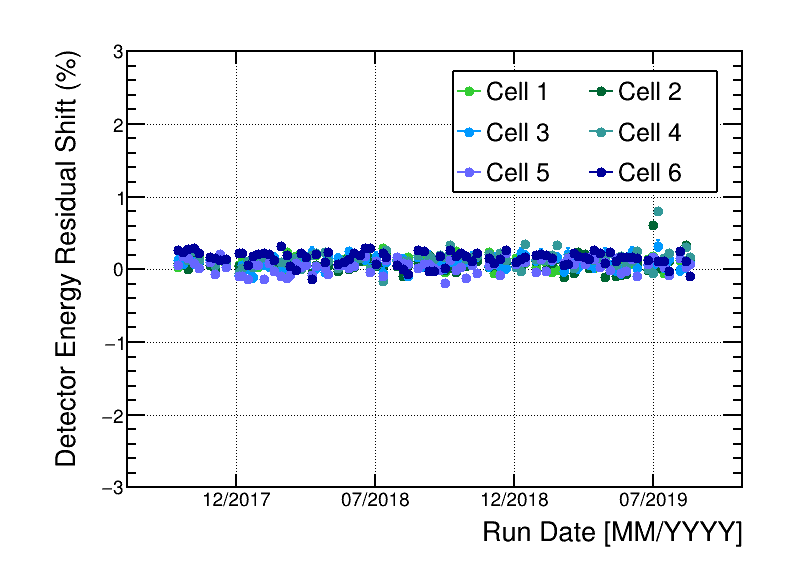 Detector Energy Residual Shift (%)
3
2
1
0
−1
−2
−3
Cell 1 Cell 2
Cell 3 Cell 4
Cell 5 Cell 6
12/2017 07/2018 12/2018 07/2019
Run Date [MM/YYYY]